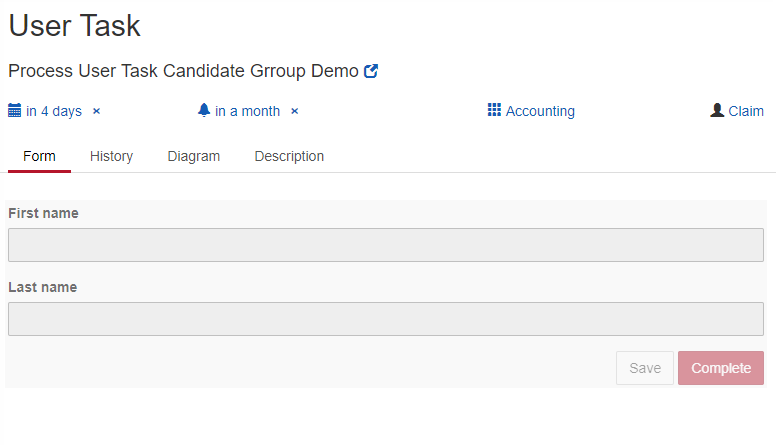 User Task
Process User Task Candidate Grroup Demo
in 4 days × in a month × Accounting Claim
Form History Diagram Description
First name
Last name
Save Complete